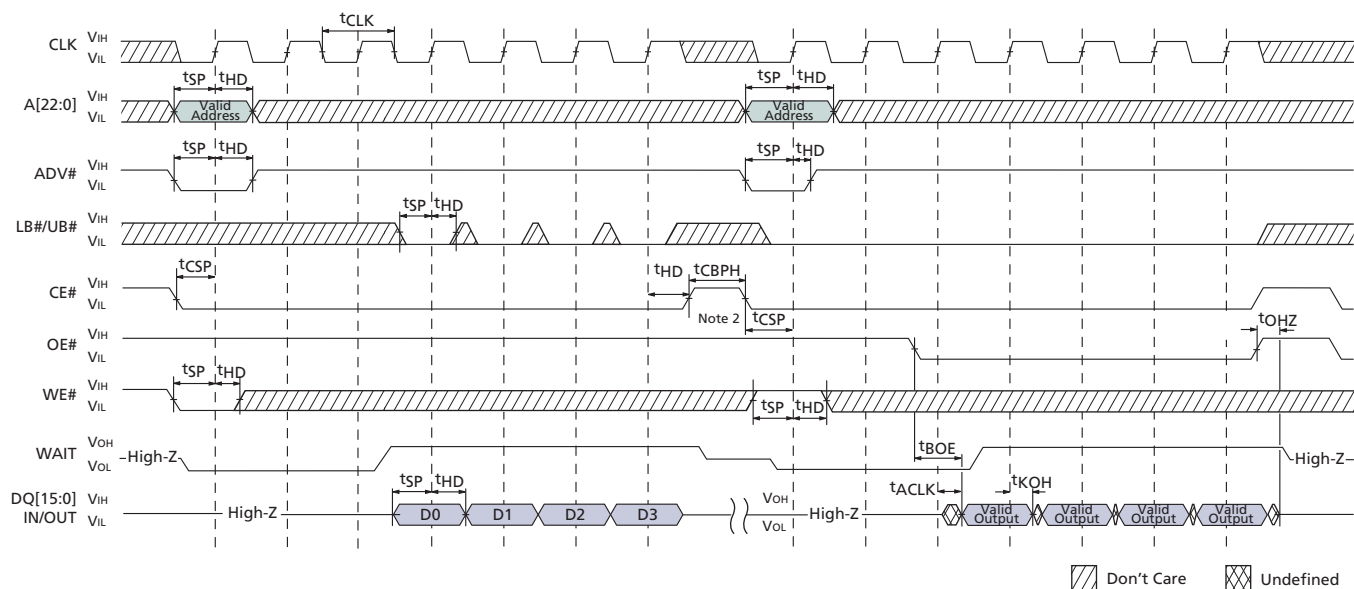 tCLK
CLK VIH
VIL
tSP tHD tSP tHD
A[22:0] VIH
VIL
Valid Address Valid Address
tSP tHD tSP tHD
ADV# VIH
VIL
tSP tHD
LB#/UB# VIH
VIL
tCSP tHD tCBPH
CE# VIH
VIL
Note 2 tCSP
tOHZ
OE# VIH
VIL
tSP tHD
WE# VIH
VIL
tSP tHD
tBOE
WAIT VOH
VOL
High-Z High-Z
tACLK tKOH
tSP tHD
DQ[15:0] IN/OUT VIH
VIL
High-Z D0 D1 D2 D3 VOH
VOL
High-Z Valid Output Valid Output Valid Output Valid Output
Don't Care Undefined